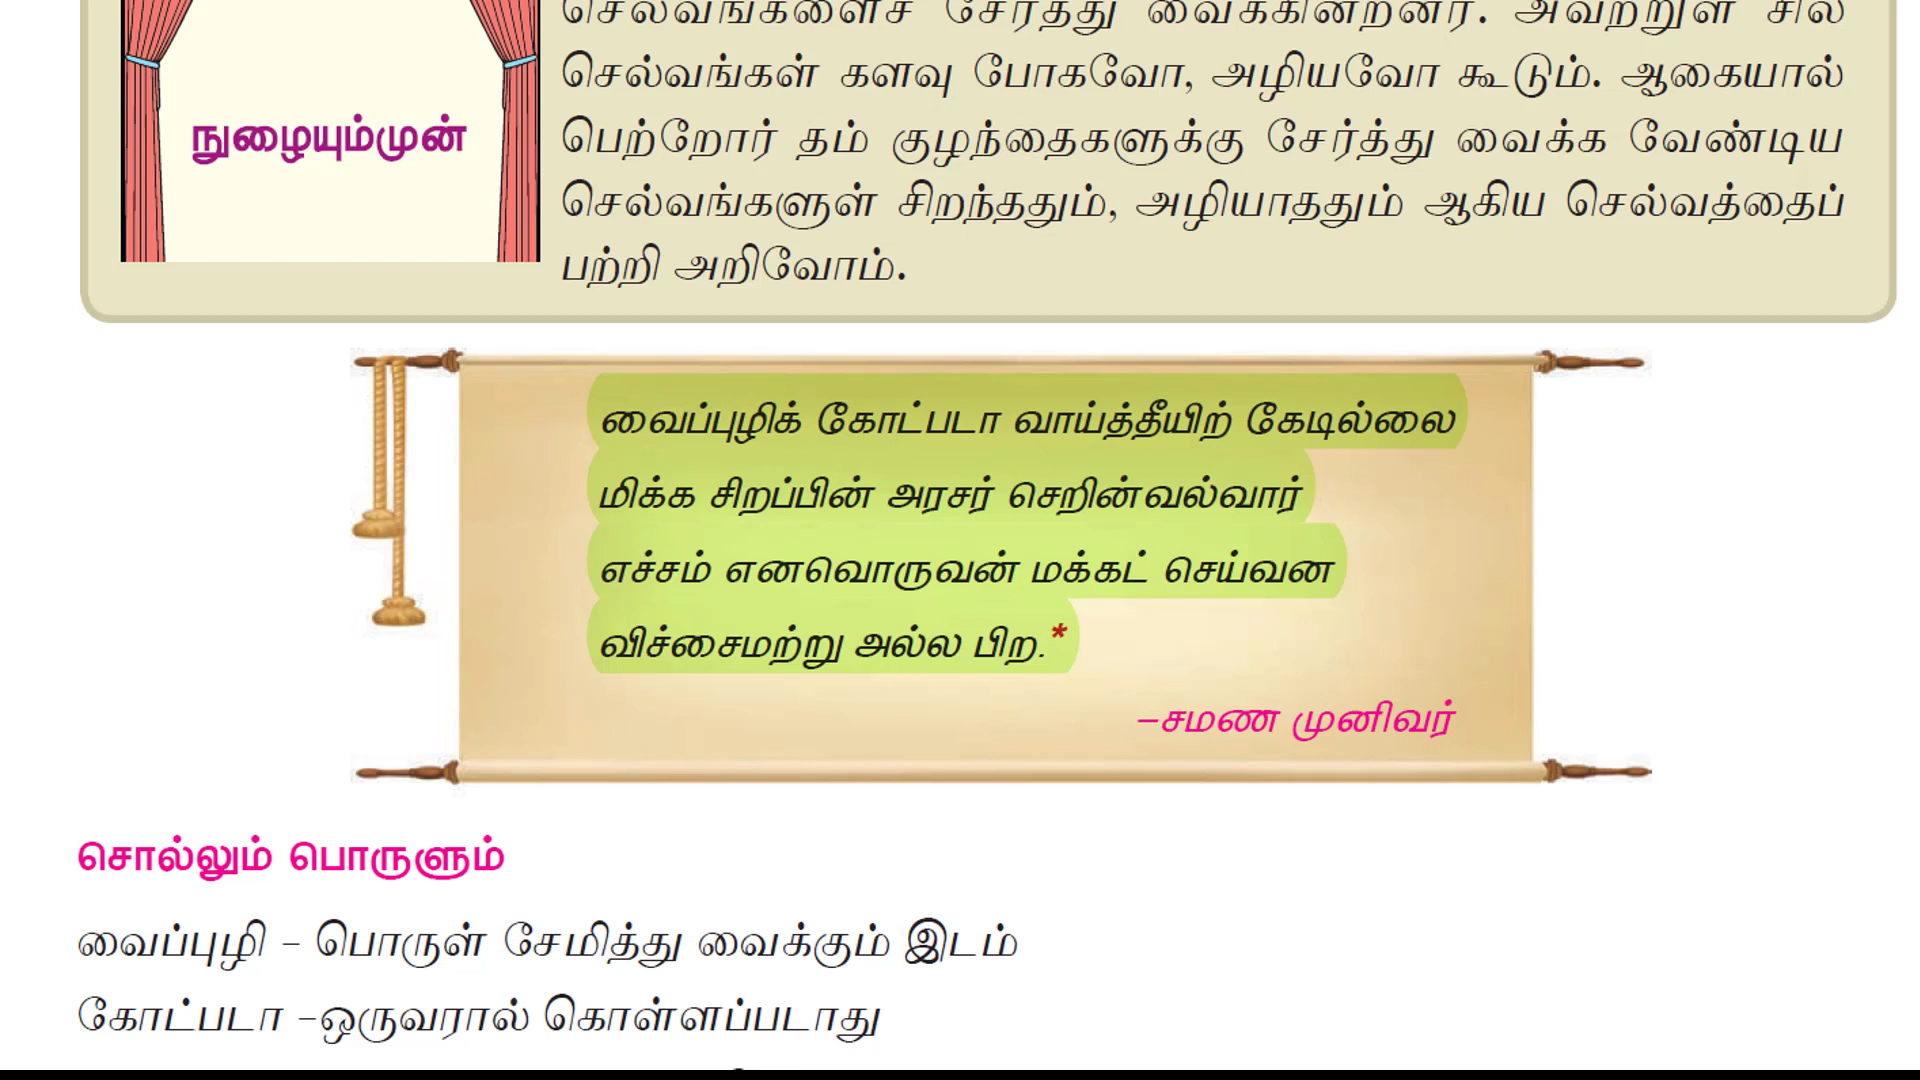 செல்வங்களைச் சேர்த்து வைக்கின்றனர். அவற்றுள் சில
செல்வங்கள் களவு போகவோ, அழியவோ கூடும். ஆகையால்
பெற்றோர் தம் குழந்தைகளுக்கு சேர்த்து வைக்க வேண்டிய
செல்வங்களுள் சிறந்ததும், அழியாததும் ஆகிய செல்வத்தைப்
பற்றி அறிவோம்.
நுழையும்முன்
வைப்புழிக் கோட்படா வாய்த்தீயிற் கேடில்லை
மிக்க சிறப்பின் அரசர் செறின்வல்வார்
எச்சம் எனவொருவன் மக்கட் செய்வன
விச்சைமற்று அல்ல பிற.*
–சமண முனிவர்
சொல்லும் பொருளும்
வைப்புழி – பொருள் சேமித்து வைக்கும் இடம்
கோட்படா –ஒருவரால் கொள்ளப்படாது